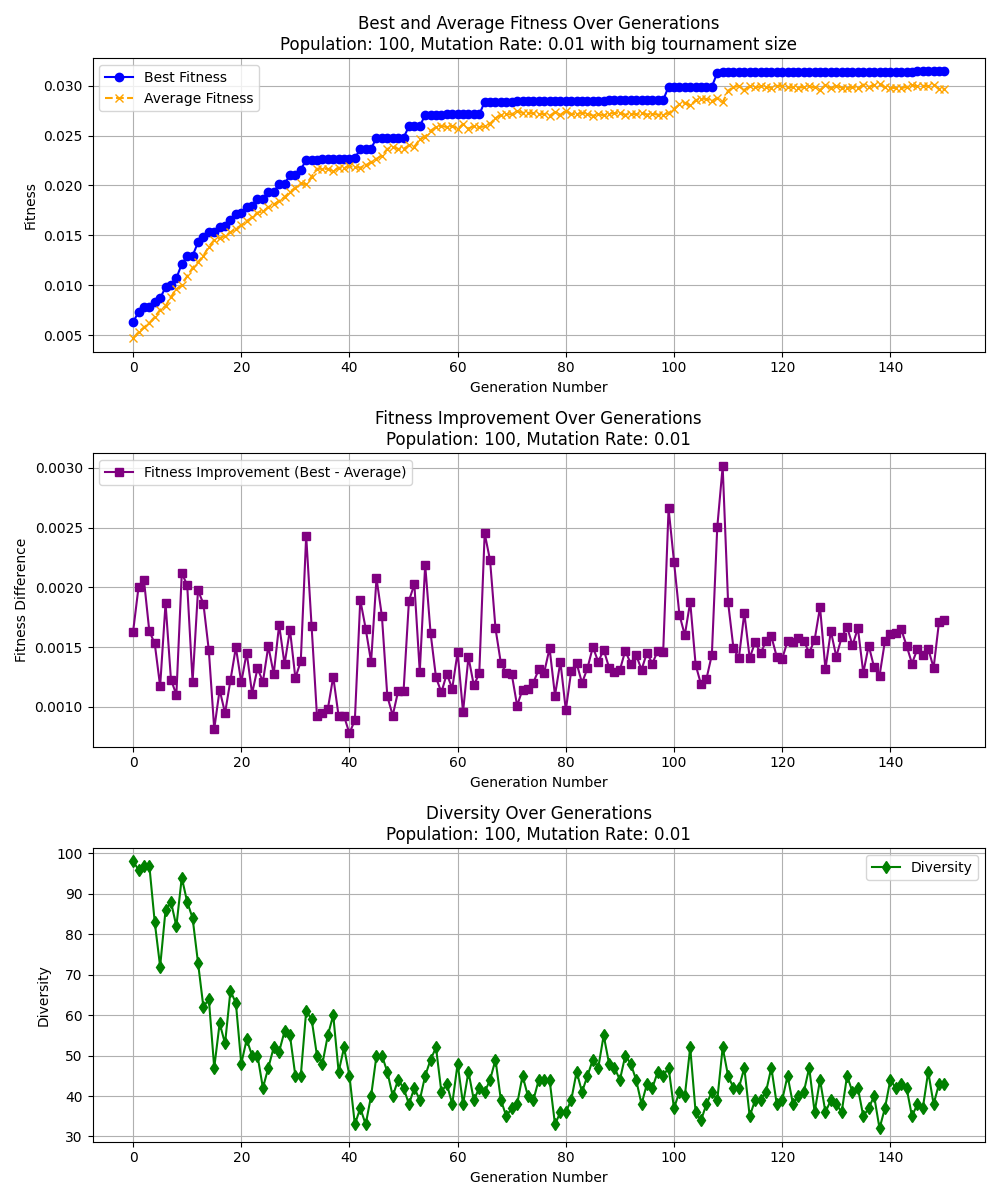 Best and Average Fitness Over Generations
Population: 100, Mutation Rate: 0.01 with big tournament size
Best Fitness
Average Fitness
0.030
0.025
0.020
0.015
0.010
0.005
Fitness
0 20 40 60 80 100 120 140
Generation Number
Fitness Improvement Over Generations
Population: 100, Mutation Rate: 0.01
Fitness Improvement (Best - Average)
0.0030
0.0025
0.0020
0.0015
0.0010
Fitness Difference
0 20 40 60 80 100 120 140
Generation Number
Diversity Over Generations
Population: 100, Mutation Rate: 0.01
Diversity
100
90
80
70
60
50
40
30
Diversity
0 20 40 60 80 100 120 140
Generation Number